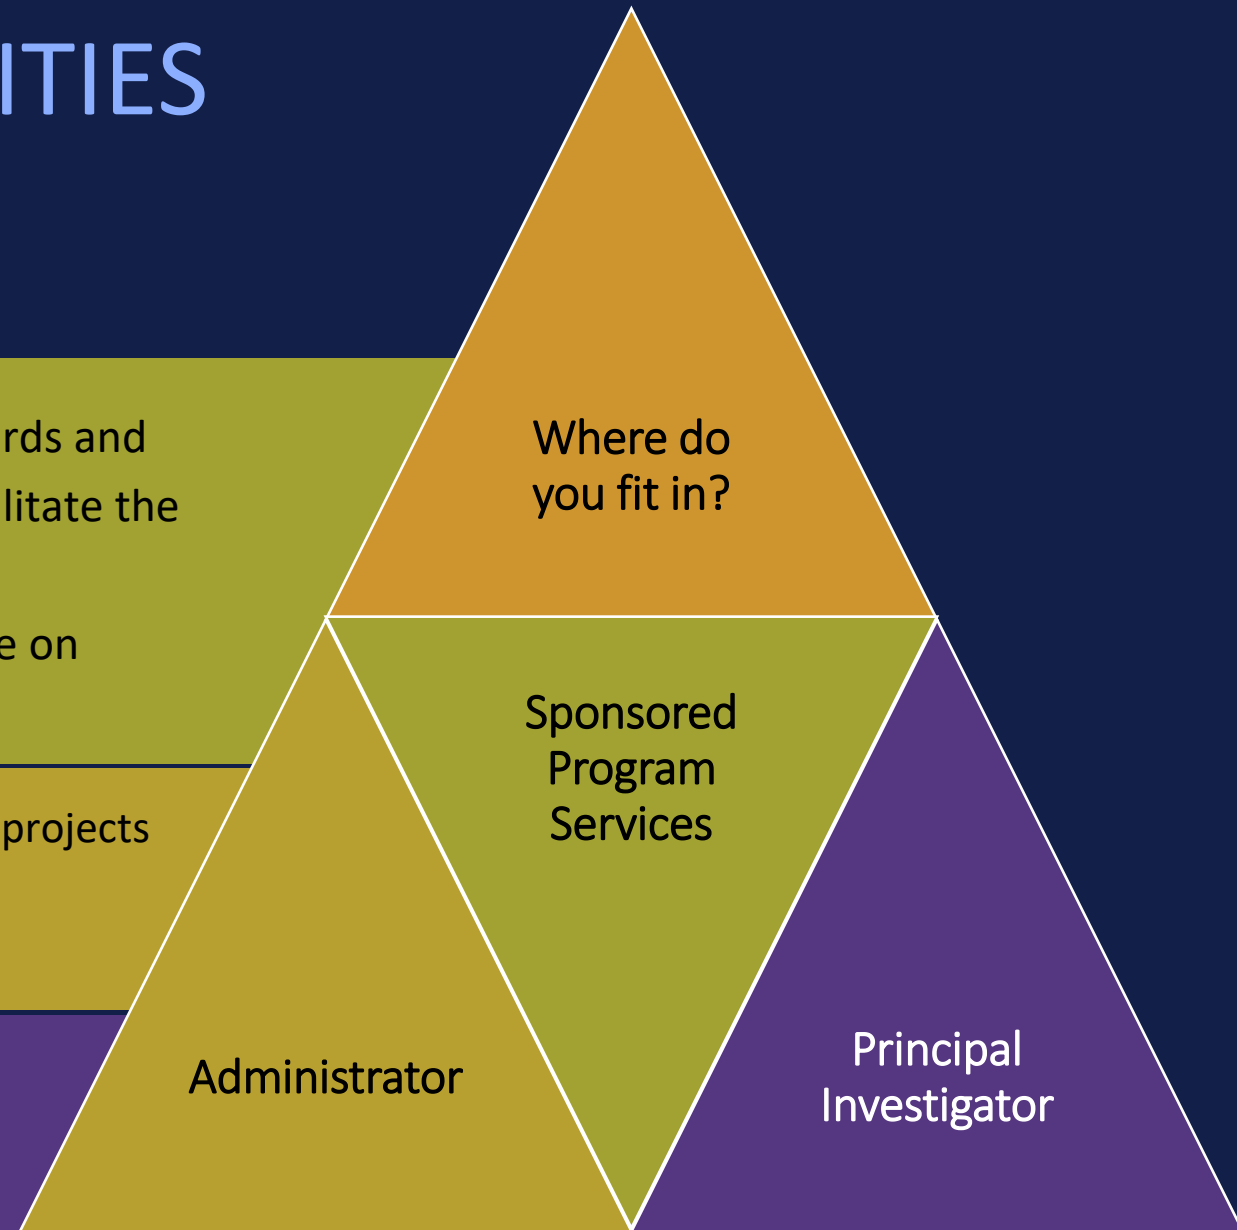 ITIES
rds and
litate the
e on
projects
Where do
you fit in?
Sponsored
Program
Services
Administrator
Principal
Investigator